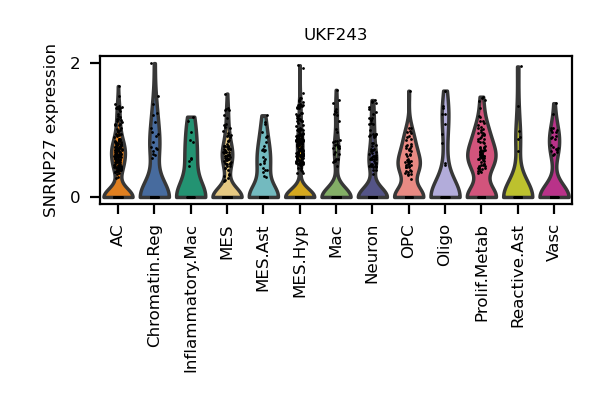 UKF243
SNRNP27 expression
2
0
AC
Chromatin.Reg
Inflammatory.Mac
MES
MES.Ast
MES.Hyp
Mac
Neuron
OPC
Oligo
Prolif.Metab
Reactive.Ast
Vasc